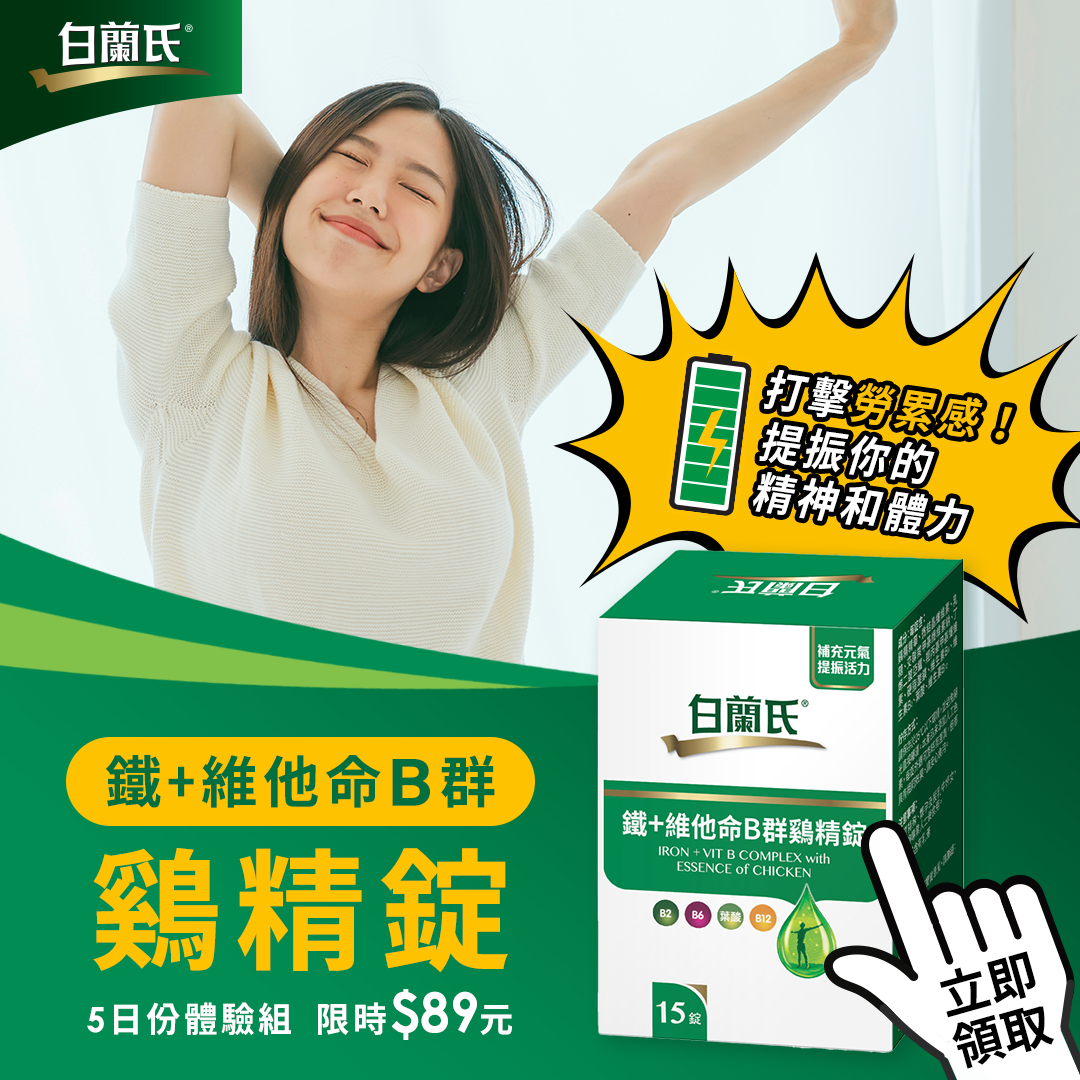 白蘭氏®
打擊勞累感！
提振你的
精神和體力
白蘭氏®
補充元氣
提振活力
白蘭氏®
鐵+維他命B群鷄精錠
IRON + VIT B COMPLEX with
ESSENCE of CHICKEN
B2 B6 葉酸 B12
15錠
鐵+維他命B群
鷄精錠
5日份體驗組 限時$89元
立即
領取